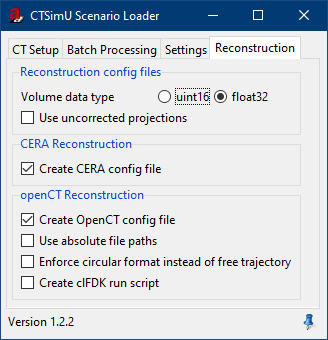 CTSimU Scenario Loader
CT Setup Batch Processing Settings Reconstruction
Reconstruction config files
Volume data type uint16 float32
Use uncorrected projections
CERA Reconstruction
Create CERA config file
openCT Reconstruction
Create OpenCT config file
Use absolute file paths
Enforce circular format instead of free trajectory
Create clFDK run script
Version 1.2.2